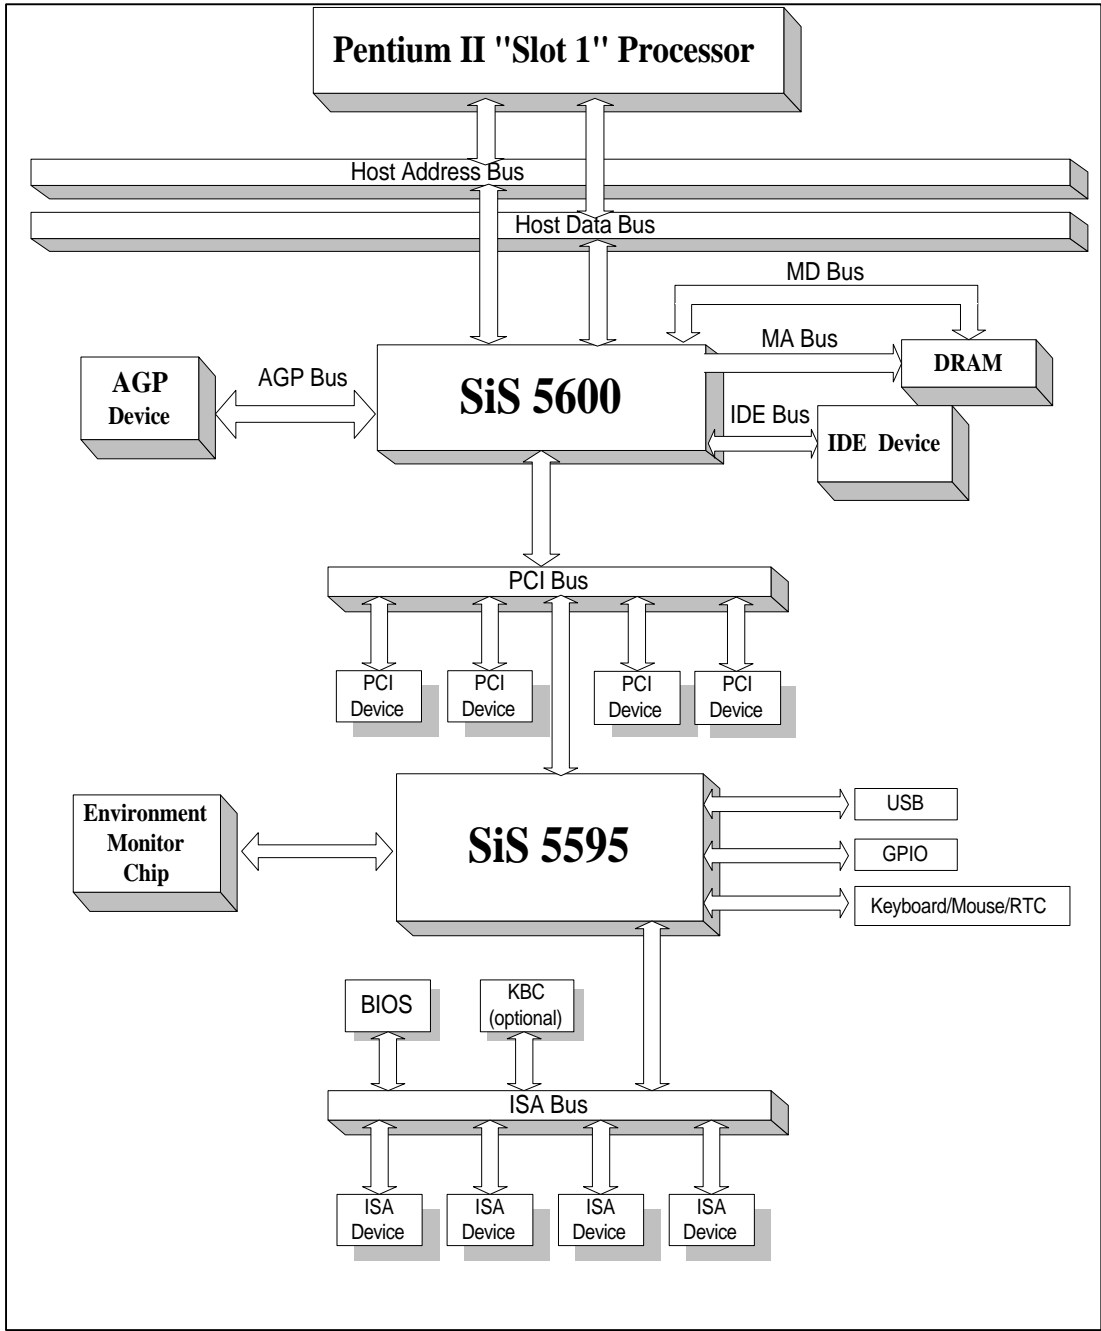 Pentium II "Slot 1" Processor
Host Address Bus
Host Data Bus
MD Bus
MA Bus
DRAM
AGP
Device
AGP Bus
SiS 5600
IDE Bus
IDE Device
PCI Bus
PCI
Device
PCI
Device
PCI
Device
PCI
Device
Environment
Monitor
Chip
SiS 5595
USB
GPIO
Keyboard/Mouse/RTC
BIOS
KBC
(optional)
ISA Bus
ISA
Device
ISA
Device
ISA
Device
ISA
Device